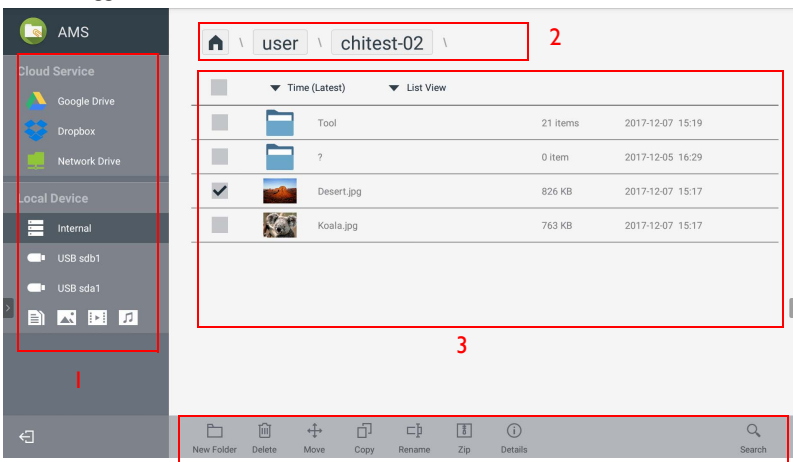 AMS
Cloud Service
Google Drive
Dropbox
Network Drive
Local Device
Internal
USB sdb1
USB sda1
1
\ user \ chitest-02 \
2
Time (Latest) List View
Tool 21 items 2017-12-07 15:19
? 0 item 2017-12-05 16:29
Desert.jpg 826 KB 2017-12-07 15:17
Koala.jpg 763 KB 2017-12-07 15:17
3
New Folder Delete Move Copy Rename Zip Details Search